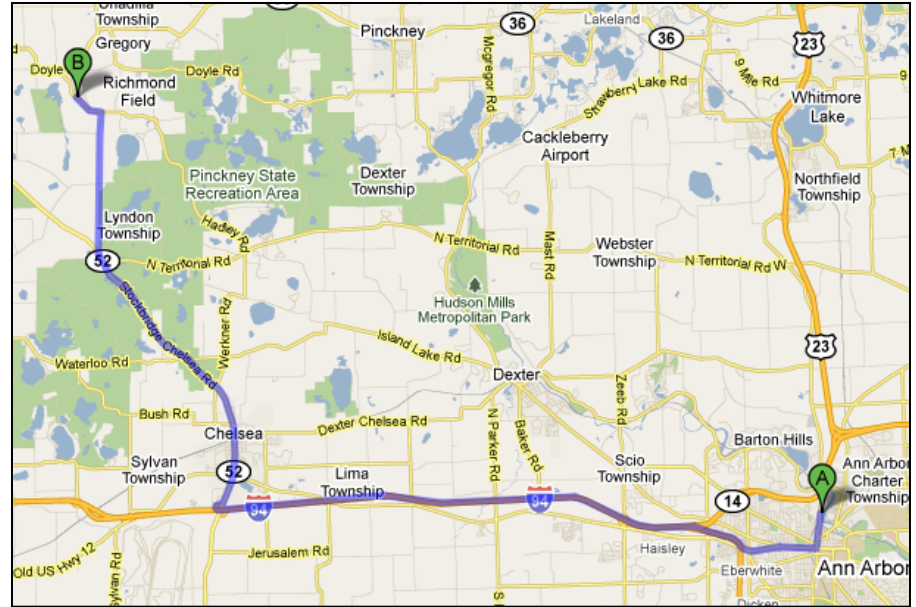 Unadilla
Township
Gregory
Pinckney
36
Lakeland
36
23
Doyle
B
Richmond
Field
Doyle Rd
Mcgregor Rd
Strawberry Lake Rd
9 Mile Rd
Whitmore
Lake
Cackleberry
Airport
Pinckney State
Recreation Area
Dexter
Township
7 M
Northfield
Township
Lyndon
Township
Hadley Rd
52
N Territorial Rd
N Territorial Rd
Mast Rd
Webster
Township
N Territorial Rd W
Stockbridge Chelsea Rd
Werkner Rd
Hudson Mills
Metropolitan Park
Island Lake Rd
23
Waterloo Rd
Dexter
Zeeb Rd
Bush Rd
Chelsea
Dexter Chelsea Rd
N Parker Rd
Baker Rd
Barton Hills
Sylvan
Township
52
Lima
Township
Scio
Township
A
Ann Arbor
Charter
Township
94
94
14
Old US Hwy 12
Jerusalem Rd
Haisley
Eberwhite
Ann Arbor
Sylvan Rd
S
Dicken